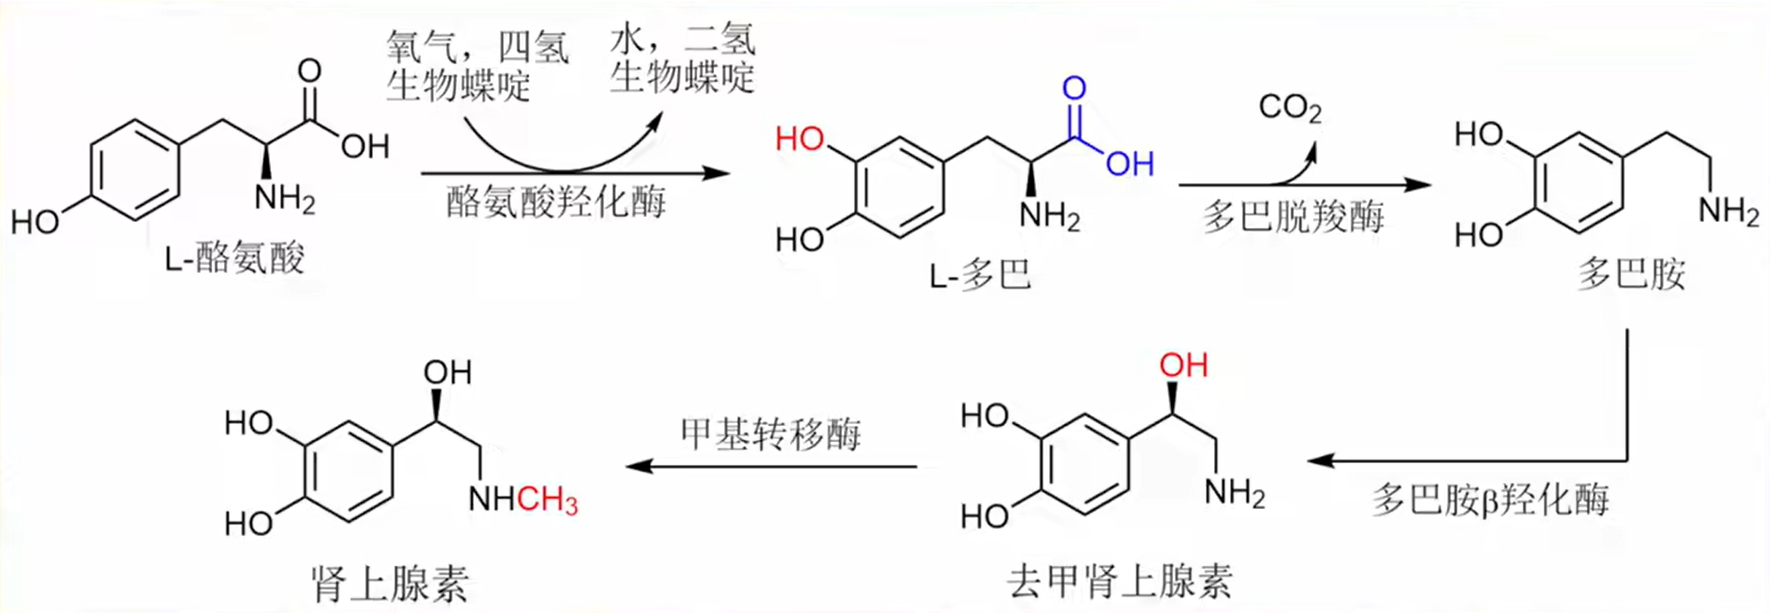 氧气，四氢
生物蝶啶
水，二氢
生物蝶啶
O
OH
NH2
HO
L-酪氨酸
酪氨酸羟化酶
HO
O
OH
NH2
HO
L-多巴
CO2
多巴脱羧酶
HO
HO
NH2
多巴胺
OH
HO
HO
NHCH3
肾上腺素
甲基转移酶
OH
HO
HO
NH2
去甲肾上腺素
多巴胺β羟化酶